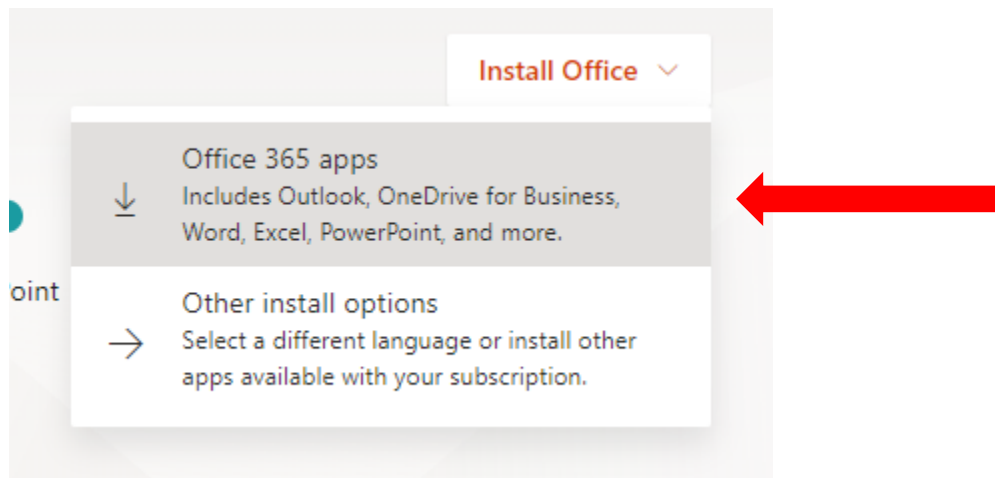 Install Office
Office 365 apps
Includes Outlook, OneDrive for Business,
Word, Excel, PowerPoint, and more.
oint
Other install options
Select a different language or install other
apps available with your subscription.